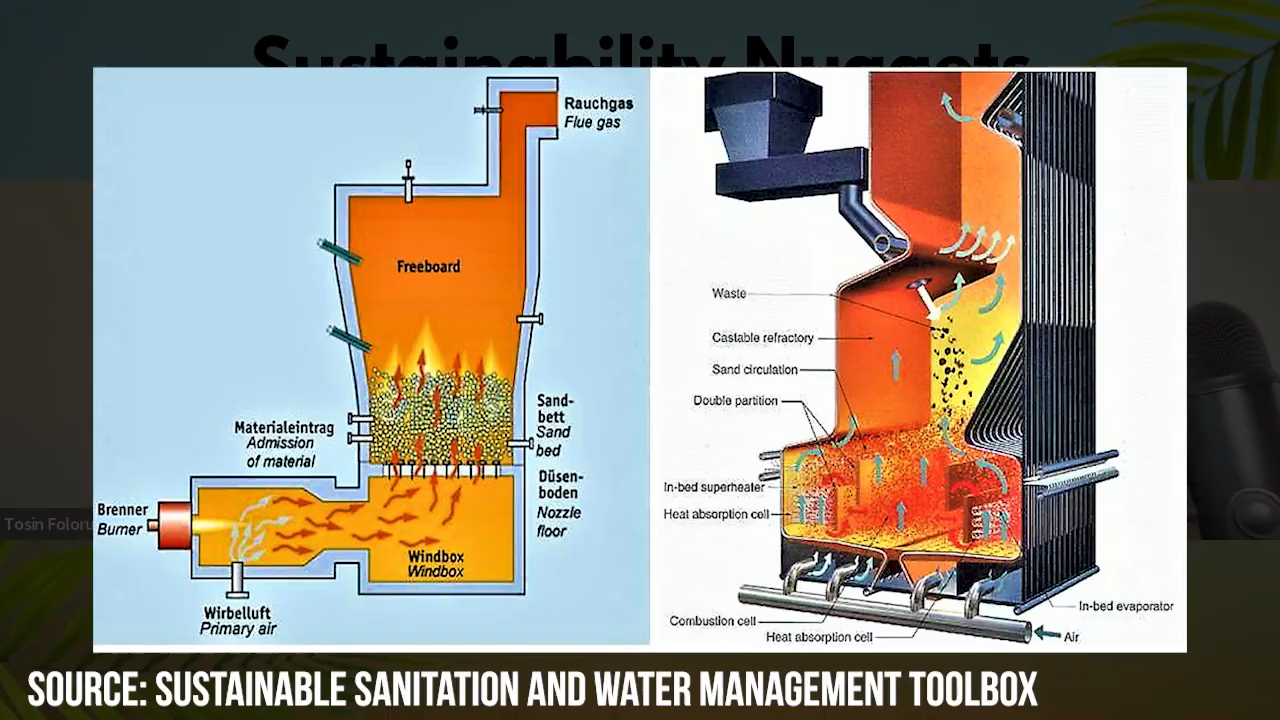 Sustainability Nuggets
Rauchgas
Flue gas
Freeboard
Materialeintrag
Admission
of material
Sand-
bett
Sand
bed
Düsen-
boden
Nozzle
floor
Brenner
Burner
Windbox
Windbox
Wirbelluft
Primary air
Waste
Castable refractory
Sand circulation
Double partition
In-bed superheater
Heat absorption cell
Combustion cell
Heat absorption cell
In-bed evaporator
Air
Tosin Foloru
SOURCE: SUSTAINABLE SANITATION AND WATER MANAGEMENT TOOLBOX